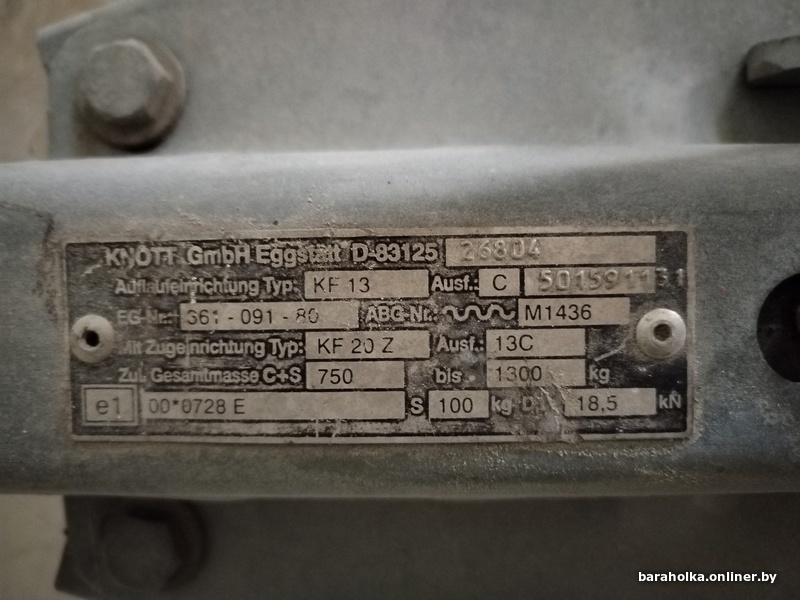 KNOTT GmbH Eggstätt D-83125 26804
Auflaufeinrichtung Typ: KF 13 Ausf.: C 501591131
EG-Nr.: 361 - 091 - 80 ABG-Nr.: M1436
Mit Zugeinrichtung Typ: KF 20 Z Ausf.: 13C
Zul. Gesamtmasse C+S 750 bis 1300 kg
e1 00*0728 E S 100 kg D 18,5 kN
baraholka.onliner.by